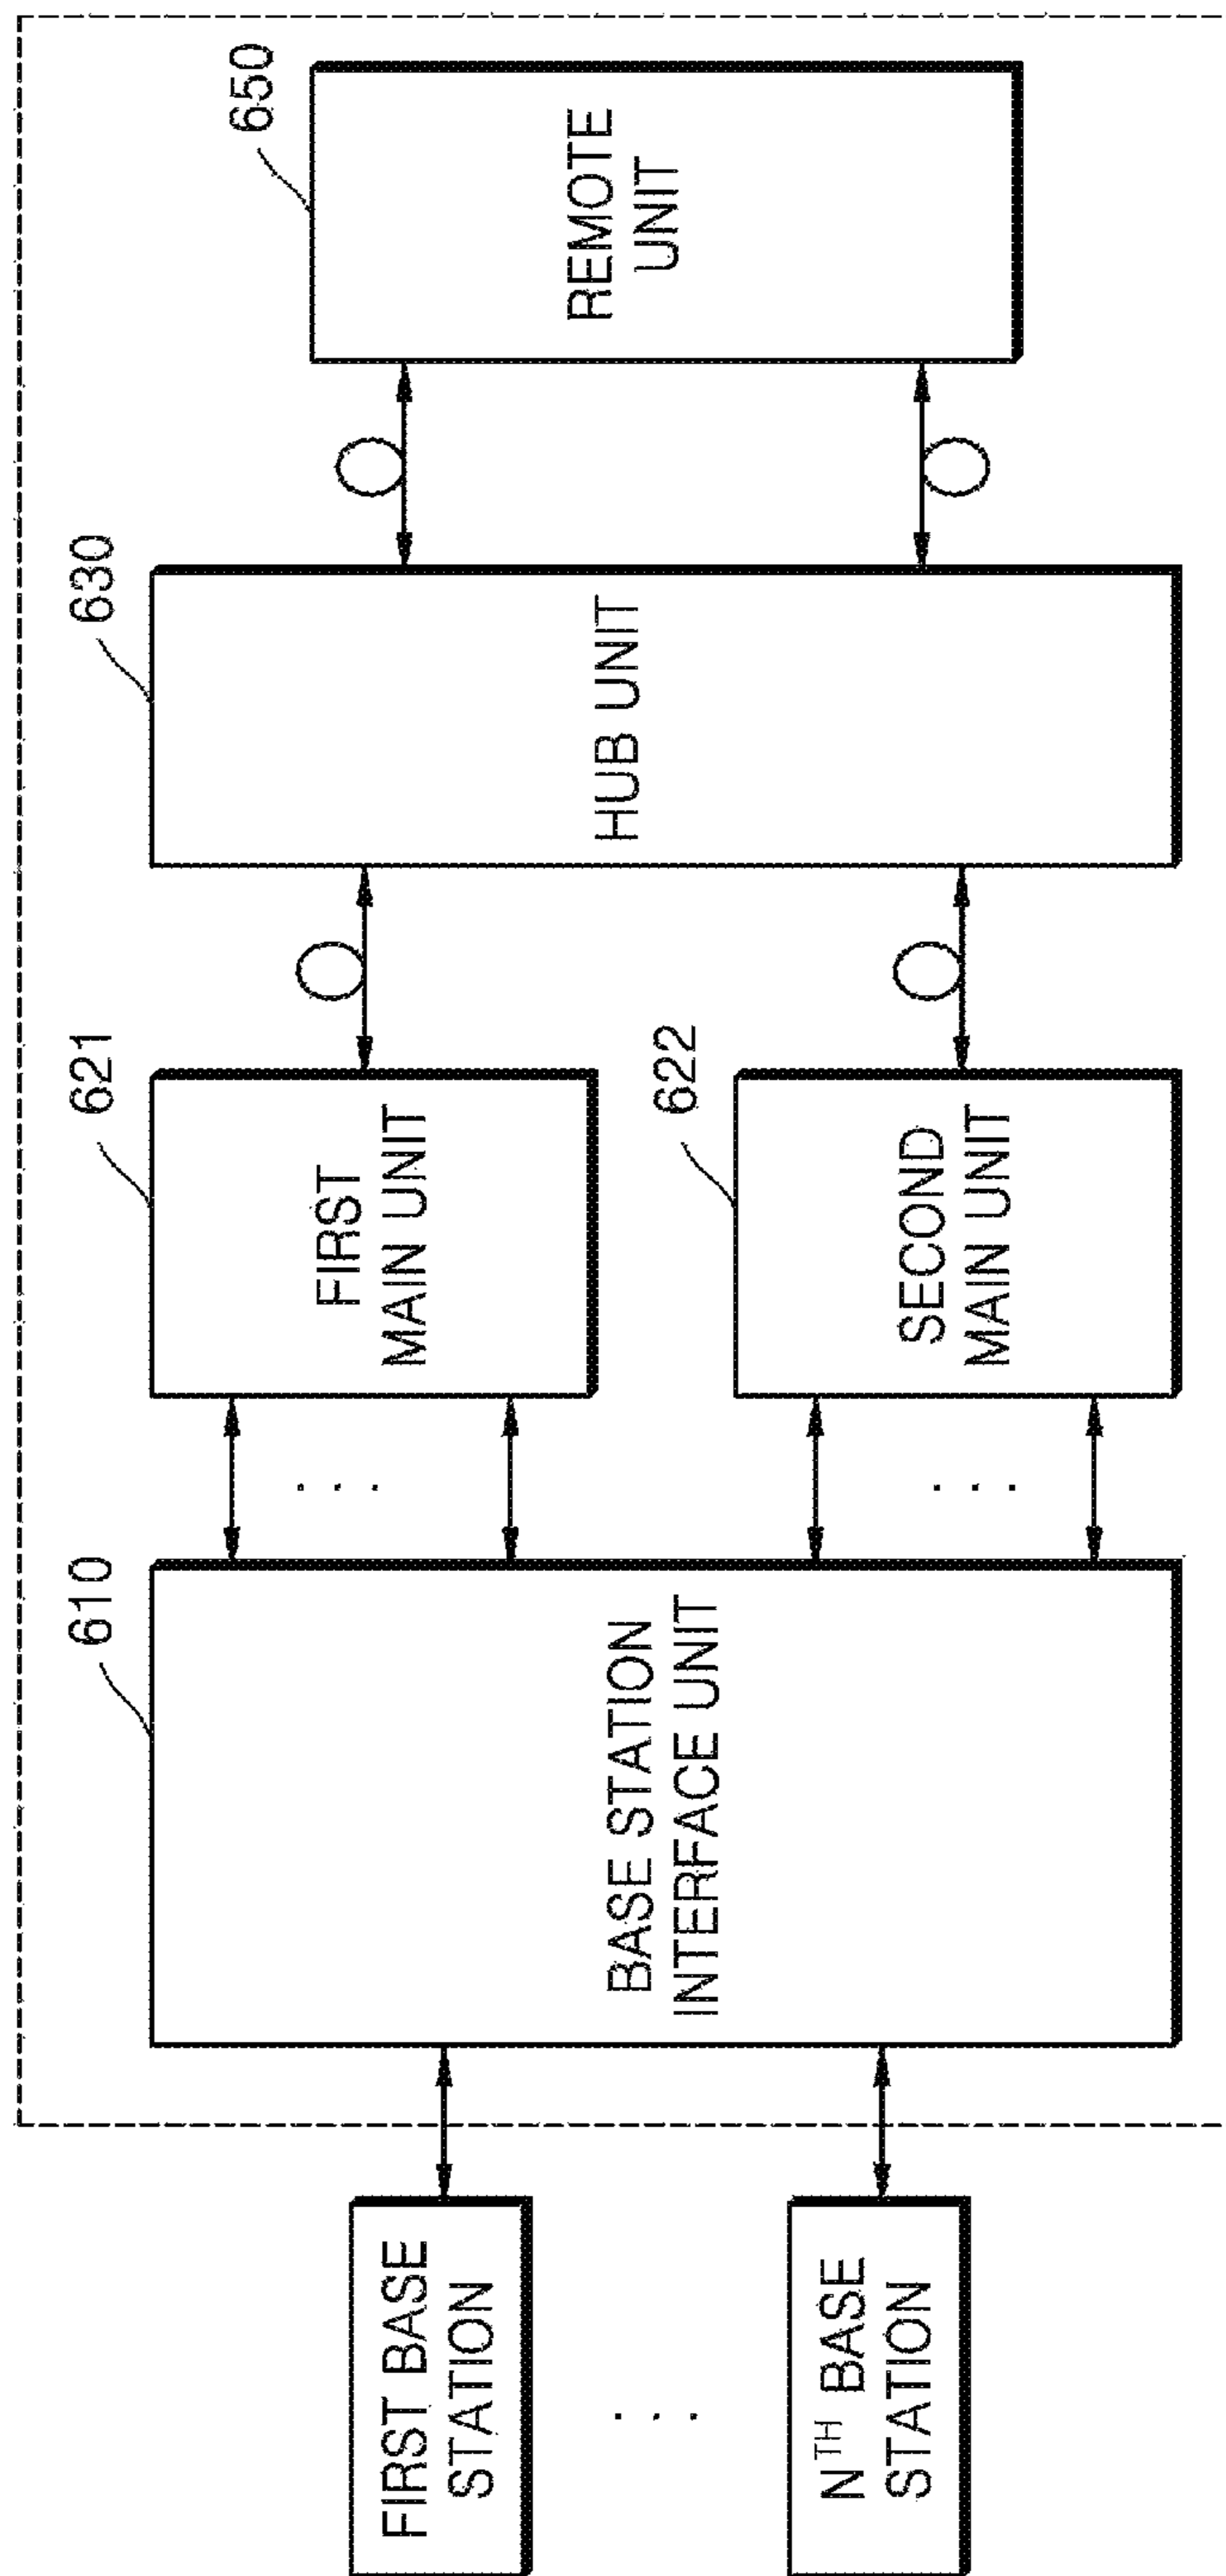 FIRST BASE
STATION
. . .
N TH BASE
STATION
610
BASE STATION
INTERFACE UNIT
. . .
. . .
621
FIRST
MAIN UNIT
622
SECOND
MAIN UNIT
630
HUB UNIT
650
REMOTE
UNIT